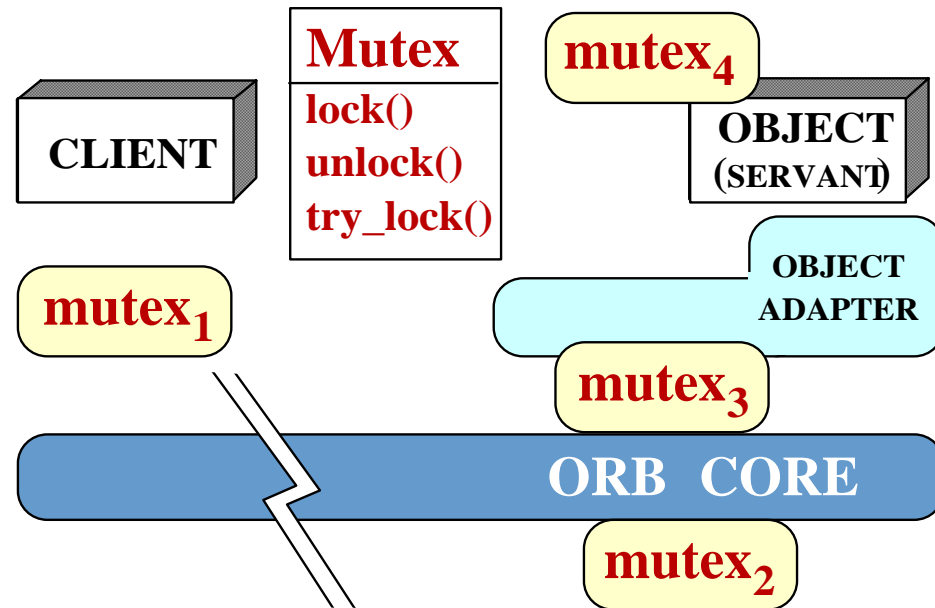 Mutex
lock()
unlock()
try_lock()
mutex4
CLIENT
OBJECT
(SERVANT)
OBJECT
ADAPTER
mutex1
mutex3
ORB CORE
mutex2